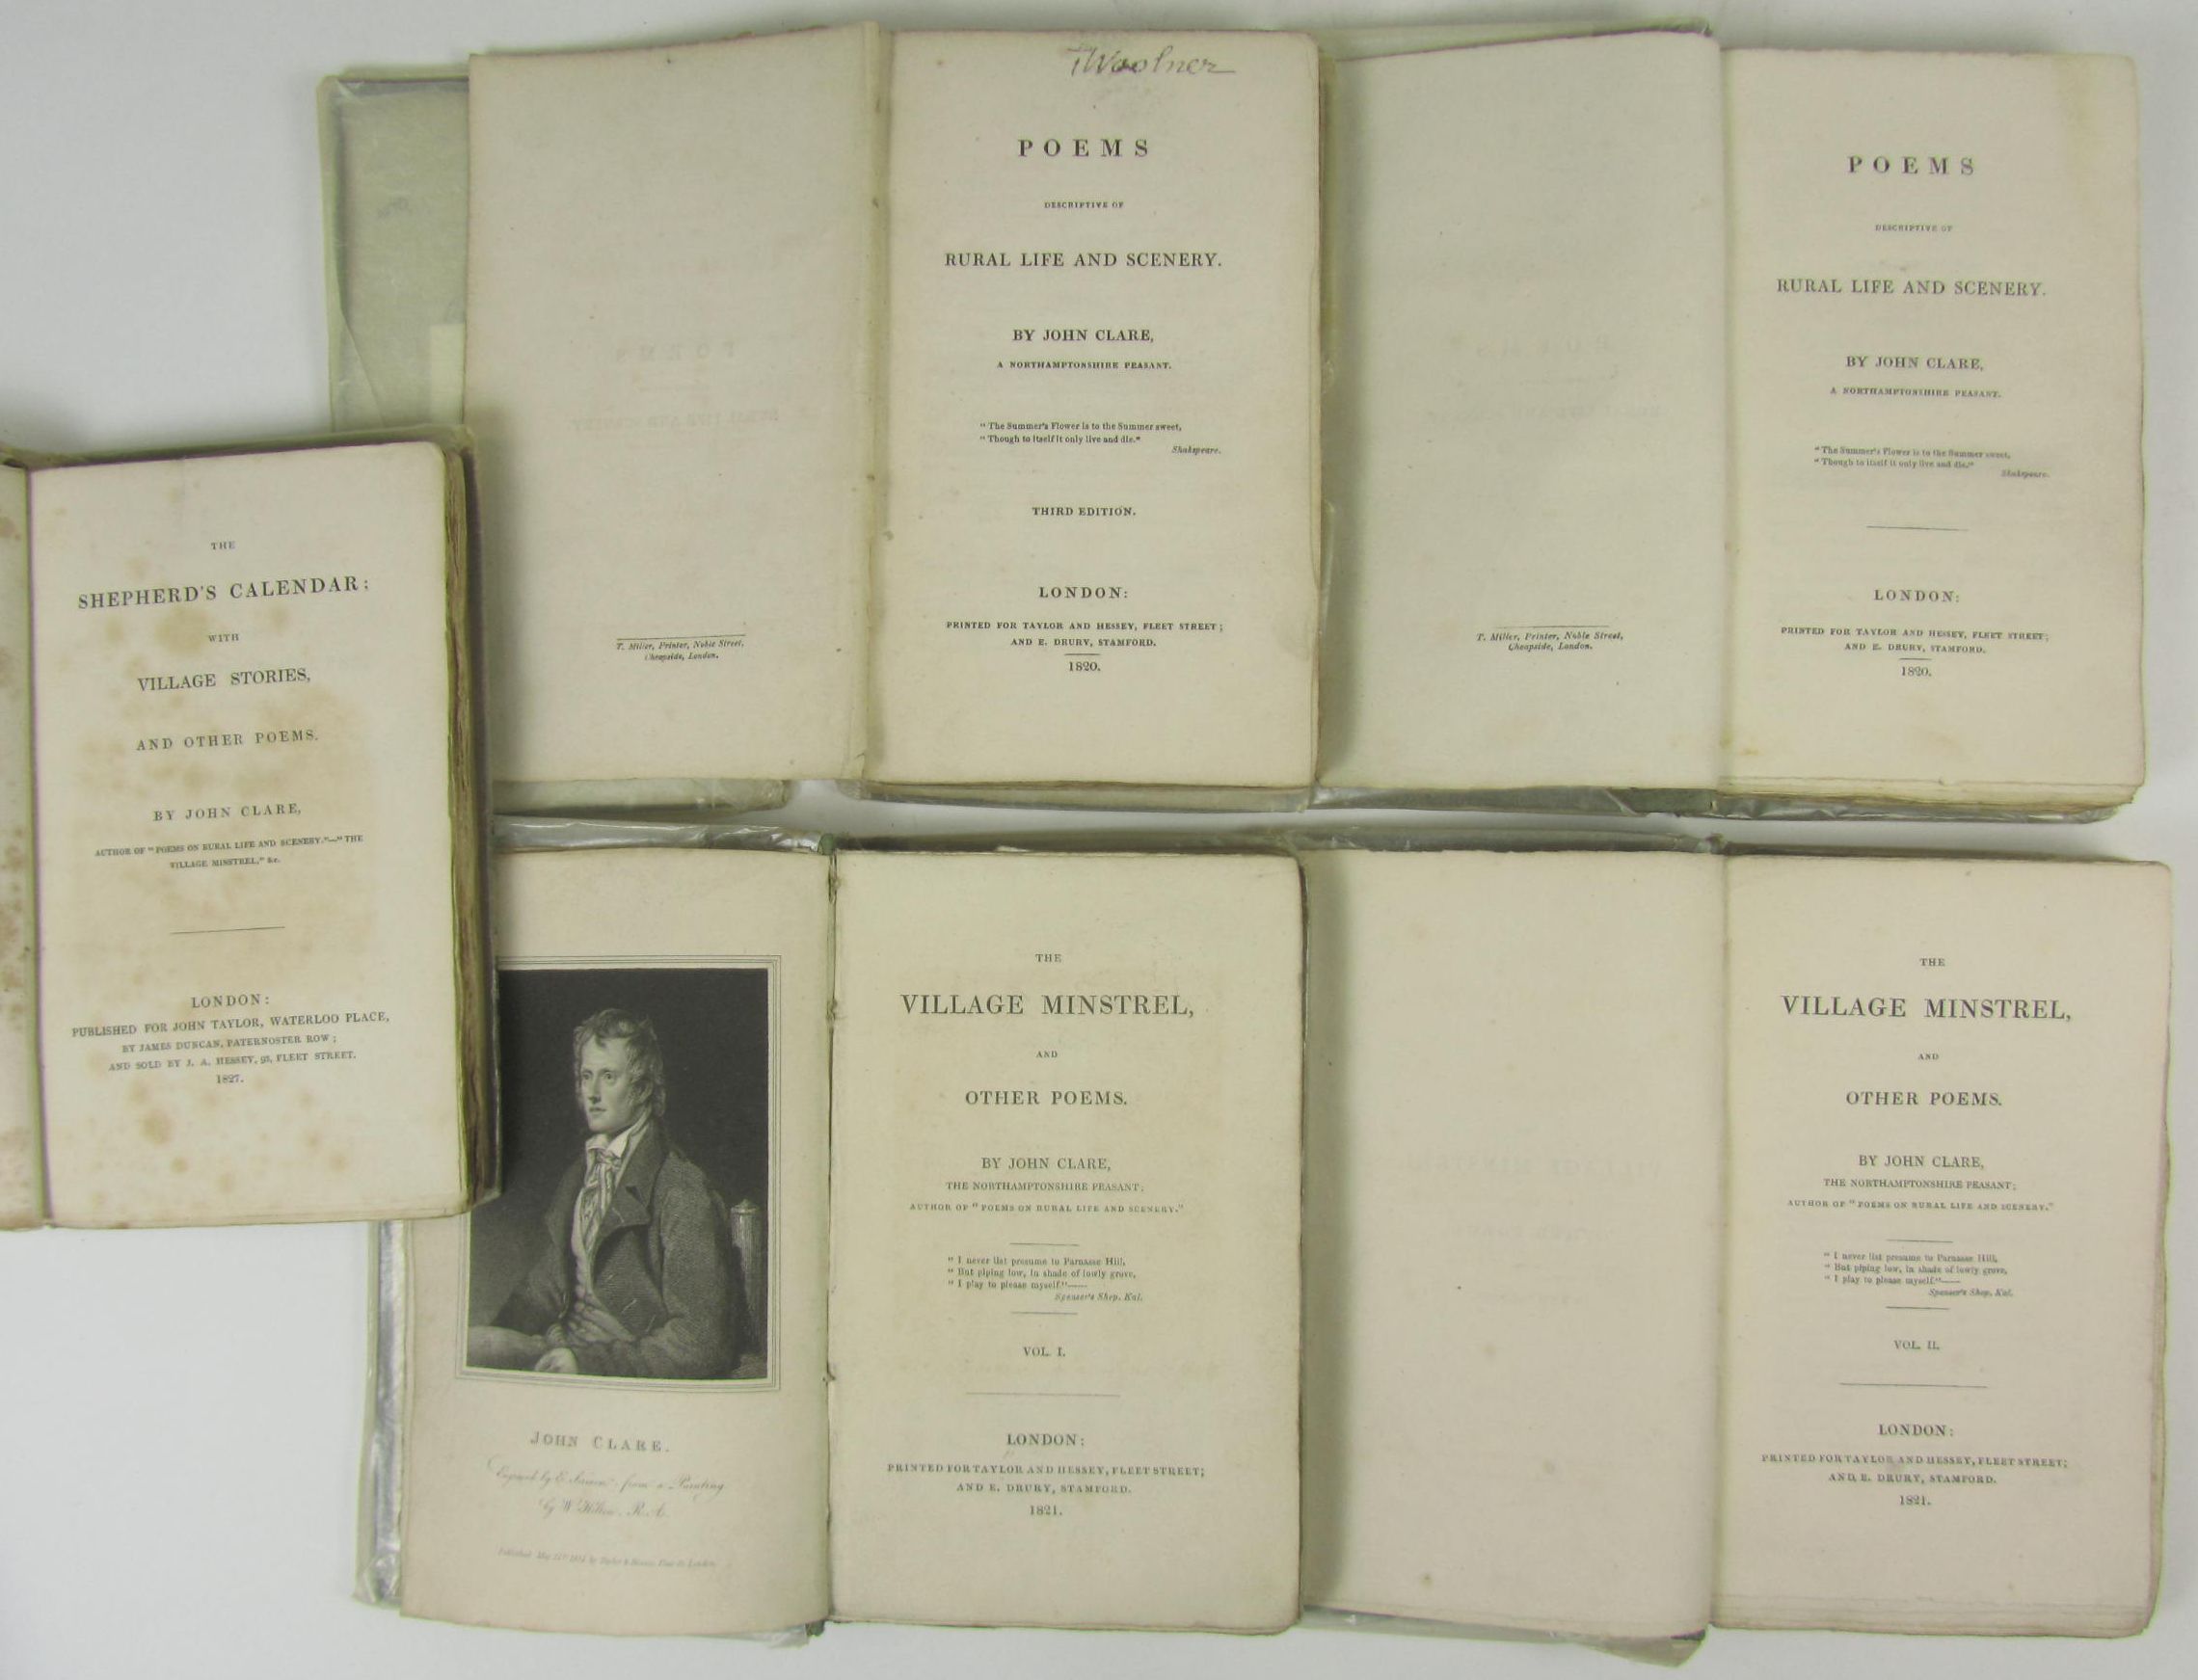 THE
SHEPHERD'S CALENDAR;
WITH
VILLAGE STORIES,
AND OTHER POEMS.
BY JOHN CLARE,
AUTHOR OF "POEMS ON RURAL LIFE AND SCENERY."—"THE
VILLAGE MINSTREL," &c.
LONDON:
PUBLISHED FOR JOHN TAYLOR, WATERLOO PLACE,
BY JAMES DUNCAN, PATERNOSTER ROW;
AND SOLD BY J. A. HESSEY, 93, FLEET STREET.
1827.
T. Miller, Printer, Noble Street,
Cheapside, London.
TWoolner
POEMS
DESCRIPTIVE OF
RURAL LIFE AND SCENERY.
BY JOHN CLARE,
A NORTHAMPTONSHIRE PEASANT.
"The Summer's Flower is to the Summer sweet,
"Though to itself it only live and die."
Shakspeare.
THIRD EDITION.
LONDON:
PRINTED FOR TAYLOR AND HESSEY, FLEET STREET;
AND E. DRURY, STAMFORD.
1820.
T. Miller, Printer, Noble Street,
Cheapside, London.
POEMS
DESCRIPTIVE OF
RURAL LIFE AND SCENERY.
BY JOHN CLARE,
A NORTHAMPTONSHIRE PEASANT.
"The Summer's Flower is to the Summer sweet,
"Though to itself it only live and die."
Shakspeare.
LONDON:
PRINTED FOR TAYLOR AND HESSEY, FLEET STREET;
AND E. DRURY, STAMFORD.
1820.
JOHN CLARE.
Engraved by E. from a Painting
by W. Hilton. R.A.
Published by Taylor & Hessey, London
THE
VILLAGE MINSTREL,
AND
OTHER POEMS.
BY JOHN CLARE,
THE NORTHAMPTONSHIRE PEASANT;
AUTHOR OF "POEMS ON RURAL LIFE AND SCENERY."
"I never list presume to Parnasse Hill,
"But piping low, in shade of lowly grove,
"I play to please myself."——
Spenser's Shep. Kal.
VOL. I.
LONDON:
PRINTED FOR TAYLOR AND HESSEY, FLEET STREET;
AND E. DRURY, STAMFORD.
1821.
THE
VILLAGE MINSTREL,
AND
OTHER POEMS.
BY JOHN CLARE,
THE NORTHAMPTONSHIRE PEASANT;
AUTHOR OF "POEMS ON RURAL LIFE AND SCENERY."
"I never list presume to Parnasse Hill,
"But piping low, in shade of lowly grove,
"I play to please myself."——
Spenser's Shep. Kal.
VOL. II.
LONDON:
PRINTED FOR TAYLOR AND HESSEY, FLEET STREET;
AND E. DRURY, STAMFORD.
1821.